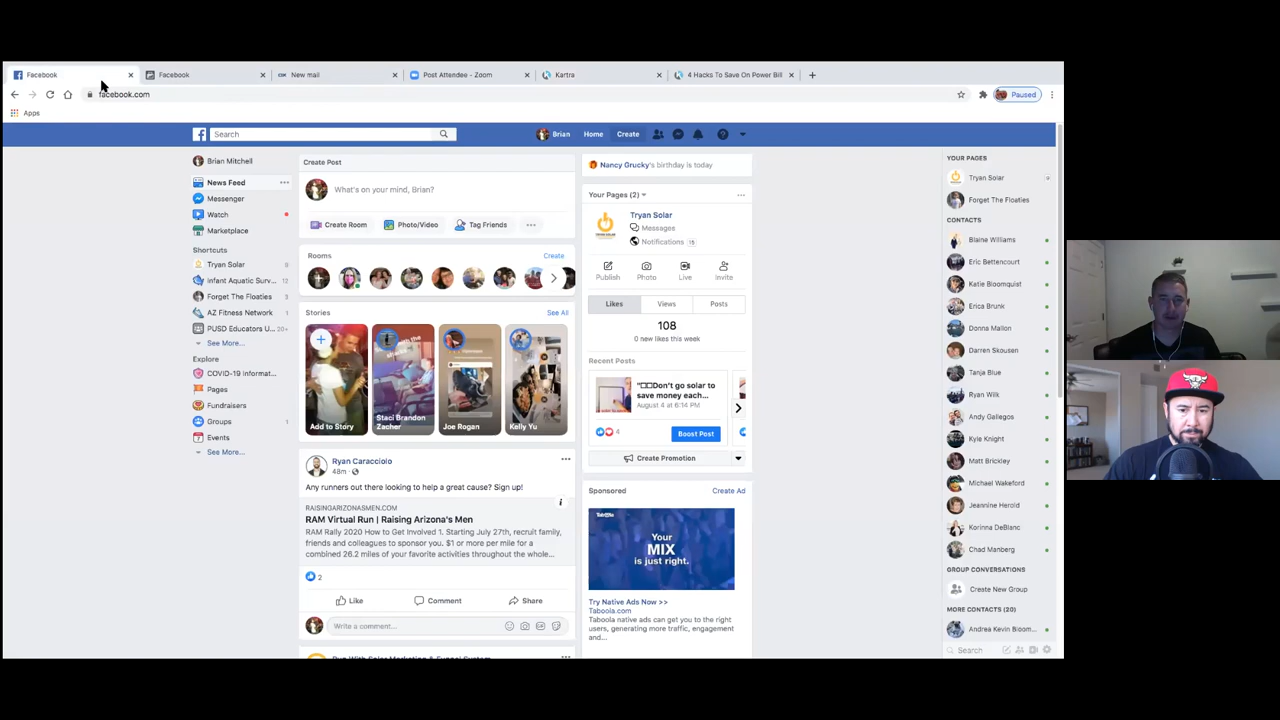 Facebook
Facebook
New mail
Post Attendee - Zoom
Kartra
4 Hacks To Save On Power Bill
facebook.com
Paused
Apps
Search
Brian
Home
Create
Brian Mitchell
News Feed
Messenger
Watch
Marketplace
Shortcuts
Tryan Solar 8
Infant Aquatic Surv... 12
Forget The Floaties 3
AZ Fitness Network
PUSD Educators U... 20+
See More...
Explore
COVID-19 Informat...
Pages
Fundraisers
Groups 1
Events
See More...
Create Post
What's on your mind, Brian?
Create Room
Photo/Video
Tag Friends
Rooms
Create
Stories
See All
Add to Story
Staci Brandon
Zacher
Joe Rogan
Kelly Yu
Ryan Caracciolo
48m
Any runners out there looking to help a great cause? Sign up!
RAISINGARIZONASMEN.COM
RAM Virtual Run | Raising Arizona's Men
RAM Rally 2020 How to Get Involved 1. Starting July 27th, recruit family,
friends and colleagues to sponsor you. $1 or more per mile for a
combined 26.2 miles of your favorite activities throughout the whole...
2
Like
Comment
Share
Write a comment...
Nancy Grucky's birthday is today
Your Pages (2)
Tryan Solar
Messages
Notifications 15
Publish
Photo
Live
Invite
Likes
Views
Posts
108
0 new likes this week
Recent Posts
"□□Don't go solar to
save money each...
August 4 at 6:14 PM
4
Boost Post
Create Promotion
Sponsored
Create Ad
Taboola
Your
MIX
is just right.
Try Native Ads Now >>
Taboola.com
Taboola native ads can get you to the right
users, generating more traffic, engagement
and...
YOUR PAGES
Tryan Solar
Forget The Floaties
CONTACTS
Blaine Williams
Eric Bettencourt
Katie Bloomquist
Erica Brunk
Donna Mallon
Darren Skousen
Tanja Blue
Ryan Wilk
Andy Gallegos
Kyle Knight
Matt Brickley
Michael Wakeford
Jeannine Herold
Korinna DeBlanc
Chad Manberg
GROUP CONVERSATIONS
Create New Group
MORE CONTACTS (20)
Andrea Kevin Bloom...
Search